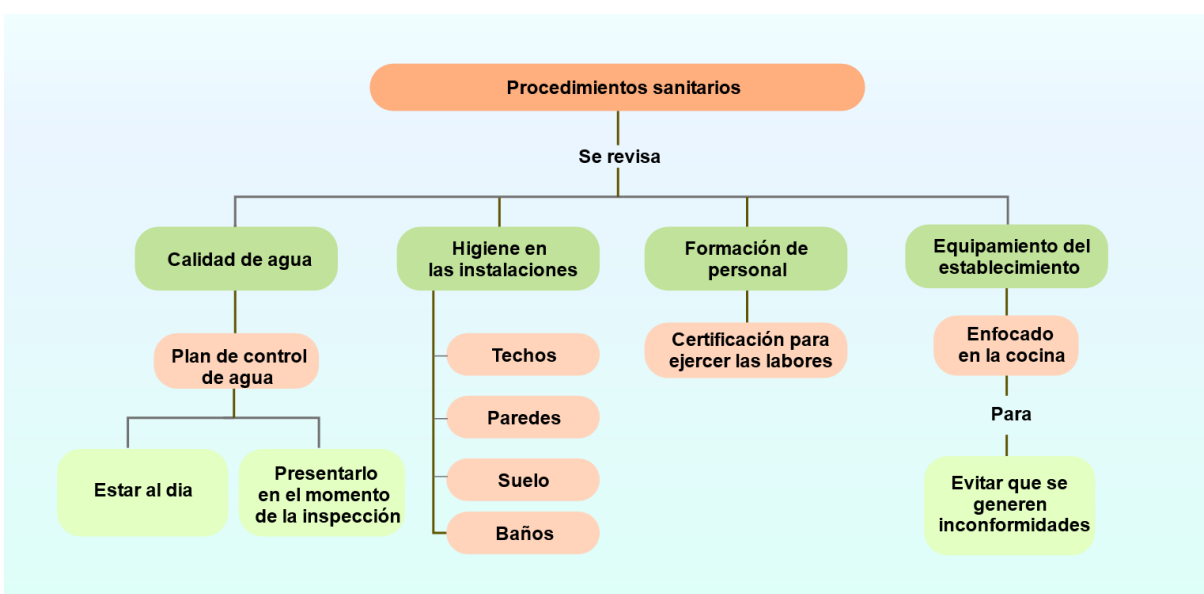 Procedimientos sanitarios
Se revisa
Calidad de agua
Higiene en
las instalaciones
Formación de
personal
Equipamiento del
establecimiento
Plan de control
de agua
Techos
Paredes
Suelo
Baños
Certificación para
ejercer las labores
Enfocado
en la cocina
Para
Estar al dia
Presentarlo
en el momento
de la inspección
Evitar que se
generen
inconformidades